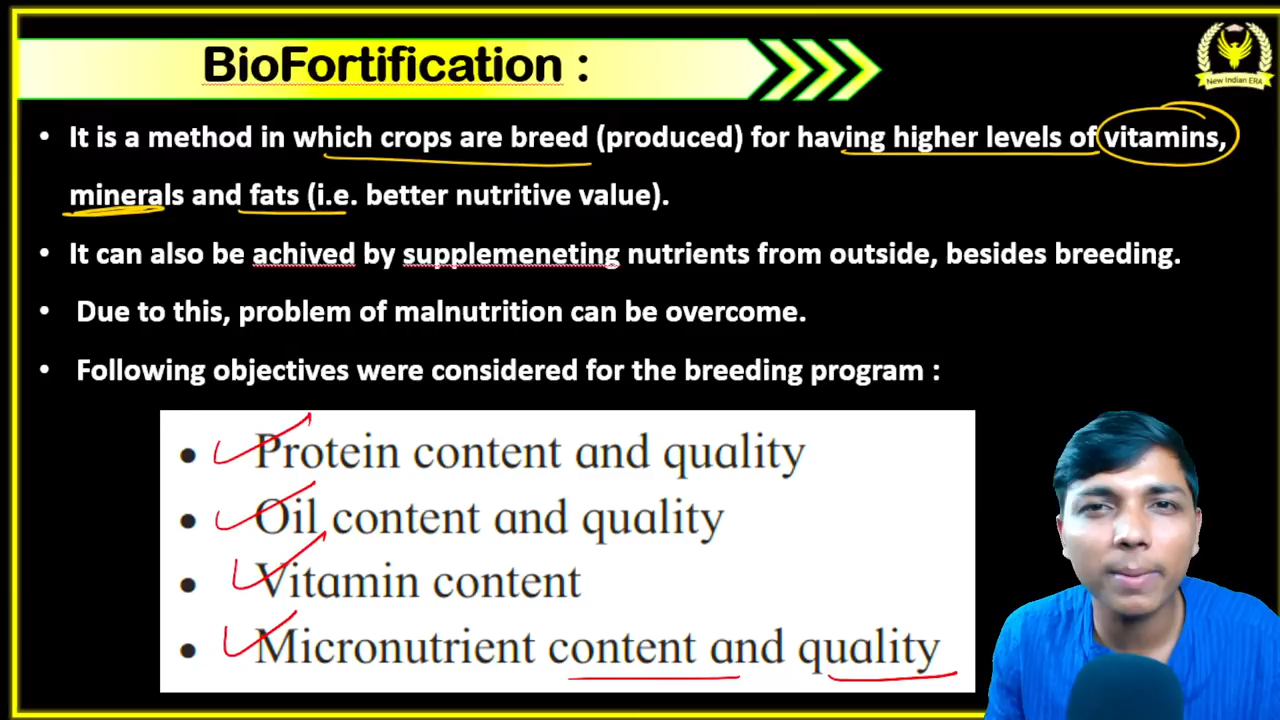 BioFortification :
New Indian ERA
• It is a method in which crops are breed (produced) for having higher levels of vitamins,
minerals and fats (i.e. better nutritive value).
• It can also be achived by supplemeneting nutrients from outside, besides breeding.
• Due to this, problem of malnutrition can be overcome.
• Following objectives were considered for the breeding program :
• Protein content and quality
• Oil content and quality
• Vitamin content
• Micronutrient content and quality